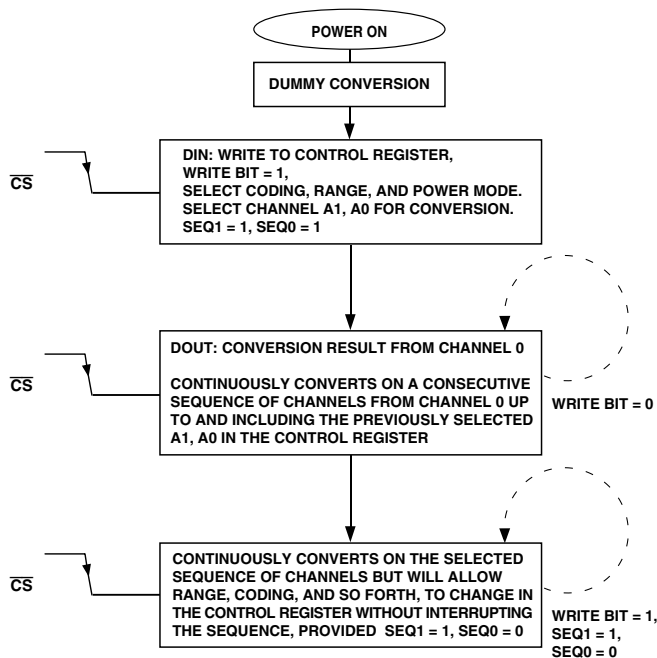 POWER ON
DUMMY CONVERSION
CS
DIN: WRITE TO CONTROL REGISTER,
WRITE BIT = 1,
SELECT CODING, RANGE, AND POWER MODE.
SELECT CHANNEL A1, A0 FOR CONVERSION.
SEQ1 = 1, SEQ0 = 1
CS
DOUT: CONVERSION RESULT FROM CHANNEL 0
CONTINUOUSLY CONVERTS ON A CONSECUTIVE
SEQUENCE OF CHANNELS FROM CHANNEL 0 UP
TO AND INCLUDING THE PREVIOUSLY SELECTED
A1, A0 IN THE CONTROL REGISTER
WRITE BIT = 0
CS
CONTINUOUSLY CONVERTS ON THE SELECTED
SEQUENCE OF CHANNELS BUT WILL ALLOW
RANGE, CODING, AND SO FORTH, TO CHANGE IN
THE CONTROL REGISTER WITHOUT INTERRUPTING
THE SEQUENCE, PROVIDED SEQ1 = 1, SEQ0 = 0
WRITE BIT = 1,
SEQ1 = 1,
SEQ0 = 0